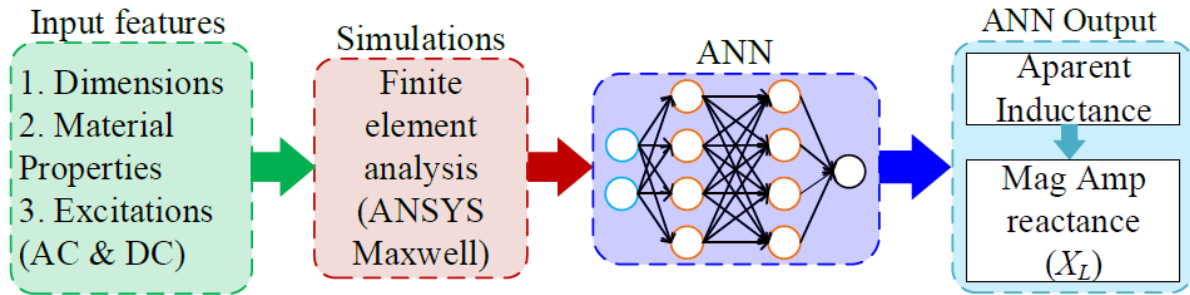 Input features
1. Dimensions
2. Material
Properties
3. Excitations
(AC & DC)
Simulations
Finite
element
analysis
(ANSYS
Maxwell)
ANN
ANN Output
Aparent
Inductance
Mag Amp
reactance
(X_L)